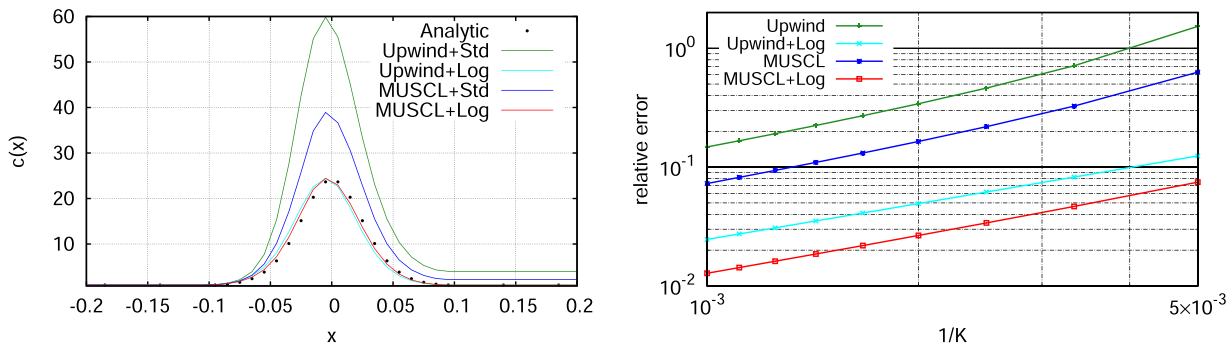 60
50
40
30
20
10
c(x)
Analytic
Upwind+Std
Upwind+Log
MUSCL+Std
MUSCL+Log
-0.2
-0.15
-0.1
-0.05
0
0.05
0.1
0.15
0.2
x
10^0
10^-1
10^-2
relative error
Upwind
Upwind+Log
MUSCL
MUSCL+Log
10^-3
5×10^-3
1/K